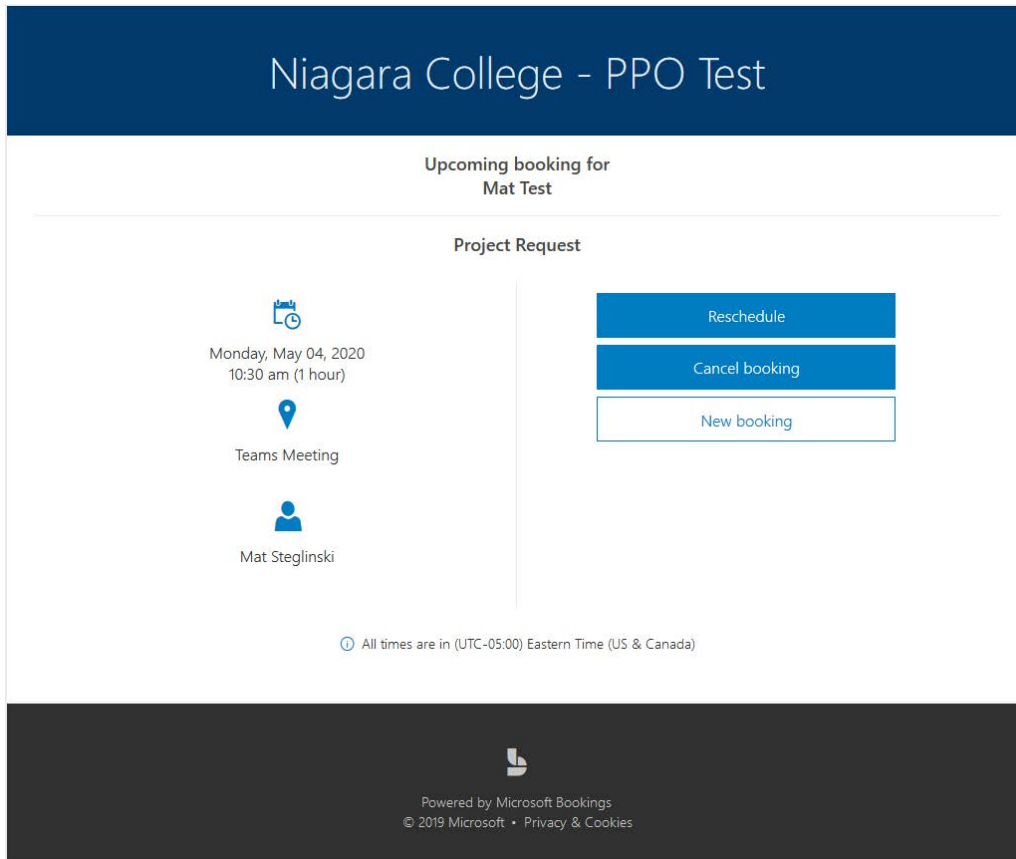 Niagara College - PPO Test
Upcoming booking for
Mat Test
Project Request
Monday, May 04, 2020
10:30 am (1 hour)
Teams Meeting
Mat Steglinski
Reschedule
Cancel booking
New booking
All times are in (UTC-05:00) Eastern Time (US & Canada)
Powered by Microsoft Bookings
© 2019 Microsoft • Privacy & Cookies